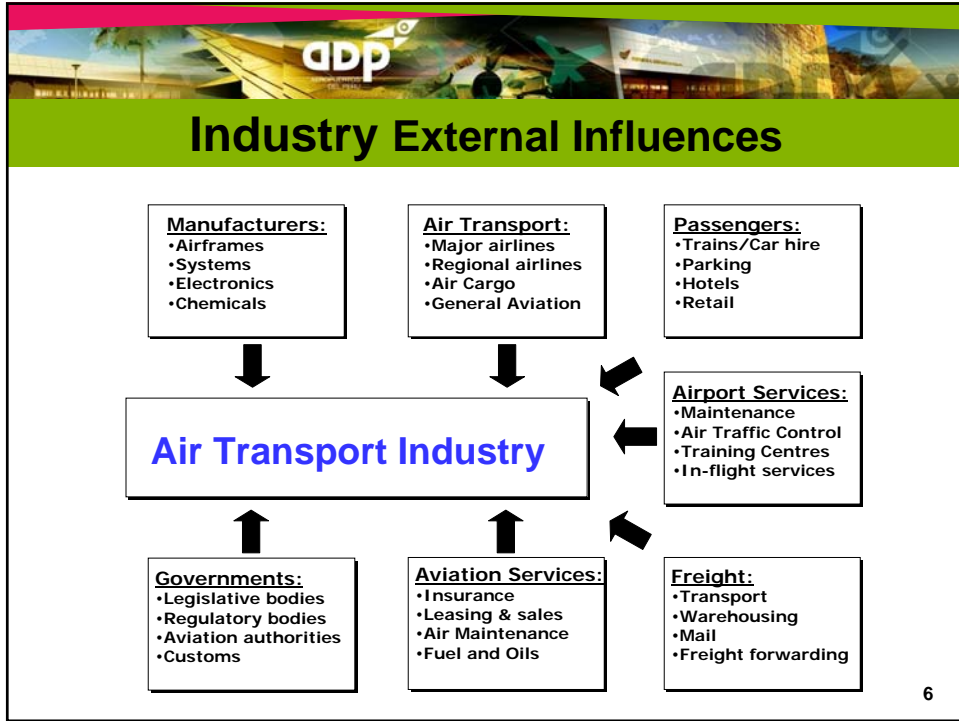 adp
AEROPUERTOS
DEL PERU
Industry External Influences
Manufacturers:
•Airframes
•Systems
•Electronics
•Chemicals
Air Transport:
•Major airlines
•Regional airlines
•Air Cargo
•General Aviation
Passengers:
•Trains/Car hire
•Parking
•Hotels
•Retail
Airport Services:
•Maintenance
•Air Traffic Control
•Training Centres
•In-flight services
Air Transport Industry
Governments:
•Legislative bodies
•Regulatory bodies
•Aviation authorities
•Customs
Aviation Services:
•Insurance
•Leasing & sales
•Air Maintenance
•Fuel and Oils
Freight:
•Transport
•Warehousing
•Mail
•Freight forwarding
6